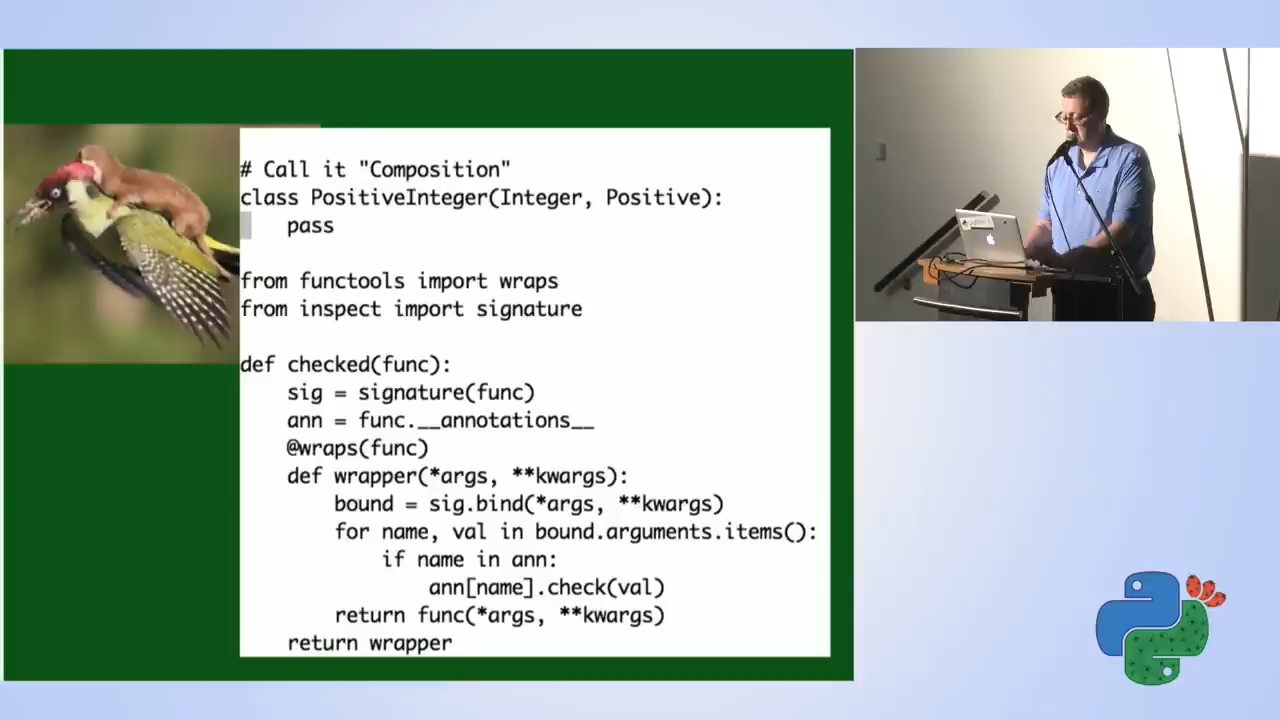 # Call it "Composition"
class PositiveInteger(Integer, Positive):
    pass
from functools import wraps
from inspect import signature
def checked(func):
    sig = signature(func)
    ann = func.__annotations__
    @wraps(func)
    def wrapper(*args, **kwargs):
        bound = sig.bind(*args, **kwargs)
        for name, val in bound.arguments.items():
            if name in ann:
                ann[name].check(val)
        return func(*args, **kwargs)
    return wrapper